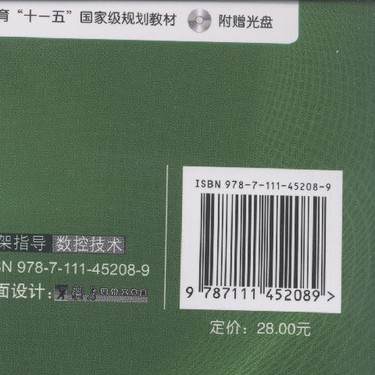 育“十一五”国家级规划教材 附赠光盘
ISBN 978-7-111-45208-9
架指导 数控技术
BN 978-7-111-45208-9
面设计：
9 787111 452089 >
定价：28.00元